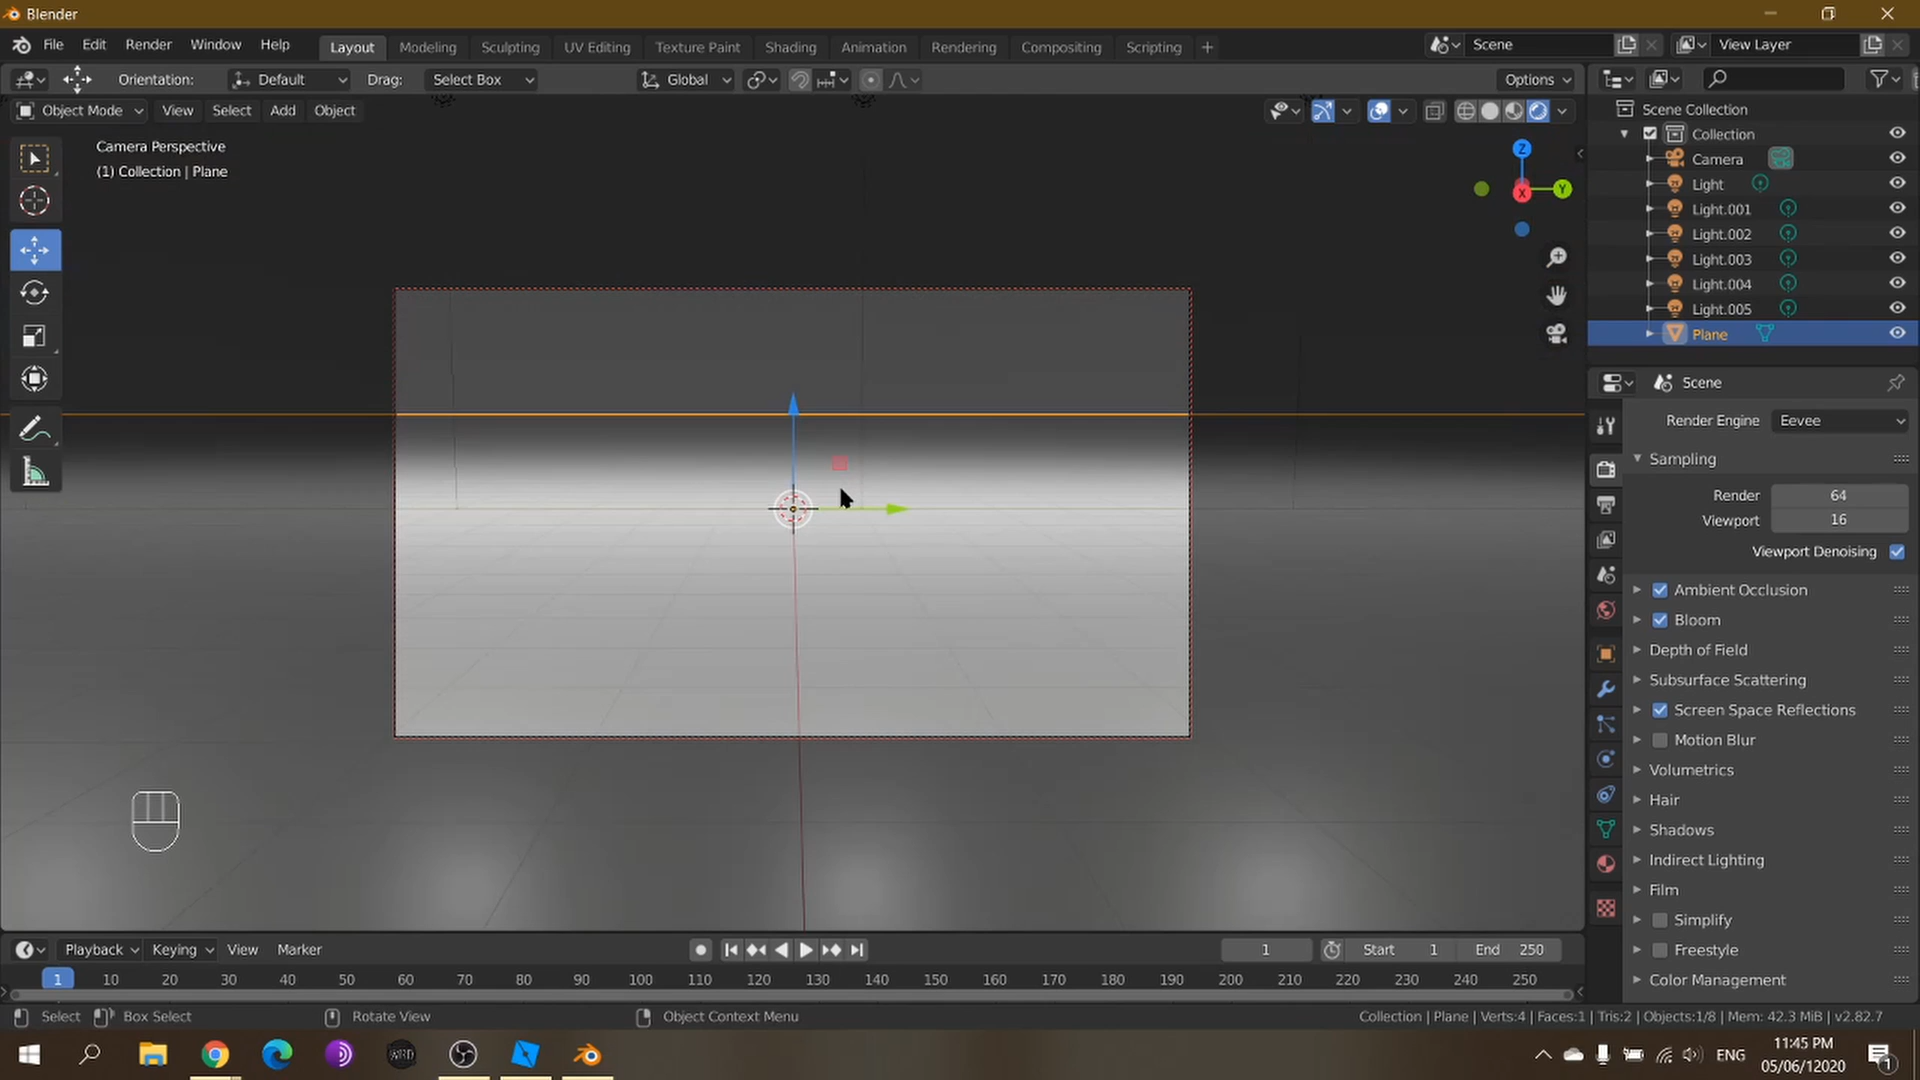 Blender
File Edit Render Window Help Layout Modeling Sculpting UV Editing Texture Paint Shading Animation Rendering Compositing Scripting + Scene View Layer
Orientation: Default Drag: Select Box Global Options
Object Mode View Select Add Object
Camera Perspective
(1) Collection | Plane
Z
Y
X
Scene Collection
Collection
Camera
Light
Light.001
Light.002
Light.003
Light.004
Light.005
Plane
Scene
Render Engine Eevee
Sampling
Render 64
Viewport 16
Viewport Denoising
Ambient Occlusion
Bloom
Depth of Field
Subsurface Scattering
Screen Space Reflections
Motion Blur
Volumetrics
Hair
Shadows
Indirect Lighting
Film
Simplify
Freestyle
Color Management
Playback Keying View Marker 1 Start 1 End 250
1 10 20 30 40 50 60 70 80 90 100 110 120 130 140 150 160 170 180 190 200 210 220 230 240 250
Select Box Select Rotate View Object Context Menu Collection | Plane | Verts:4 | Faces:1 | Tris:2 | Objects:1/8 | Mem: 42.3 MiB | v2.82.7
ENG
11:45 PM
05/06/2020
1